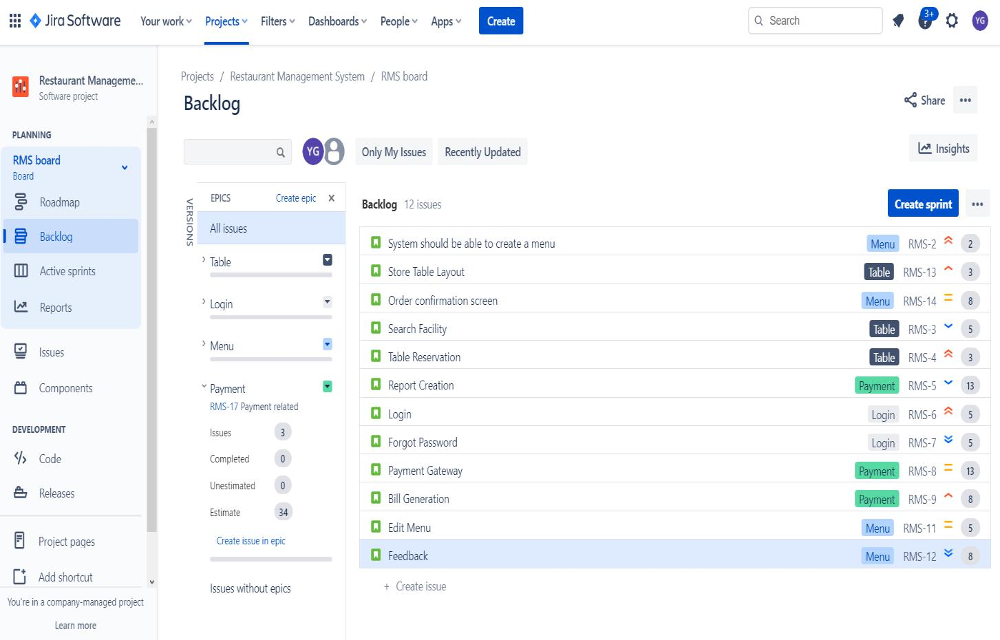 Jira Software Your work Projects Filters Dashboards People Apps Create Search 3+ ? YG
Restaurant Manageme...
Software project
PLANNING
RMS board
Board
Roadmap
Backlog
Active sprints
Reports
Issues
Components
DEVELOPMENT
Code
Releases
Project pages
Add shortcut
You're in a company-managed project
Learn more
Projects / Restaurant Management System / RMS board
Backlog
Share
YG Only My Issues Recently Updated Insights
VERSIONS
EPICS Create epic
All issues
Table
Login
Menu
Payment
RMS-17 Payment related
Issues 3
Completed 0
Unestimated 0
Estimate 34
Create issue in epic
Issues without epics
Backlog 12 issues Create sprint
System should be able to create a menu Menu RMS-2 2
Store Table Layout Table RMS-13 3
Order confirmation screen Menu RMS-14 8
Search Facility Table RMS-3 5
Table Reservation Table RMS-4 3
Report Creation Payment RMS-5 13
Login Login RMS-6 5
Forgot Password Login RMS-7 5
Payment Gateway Payment RMS-8 13
Bill Generation Payment RMS-9 8
Edit Menu Menu RMS-11 5
Feedback Menu RMS-12 8
+ Create issue